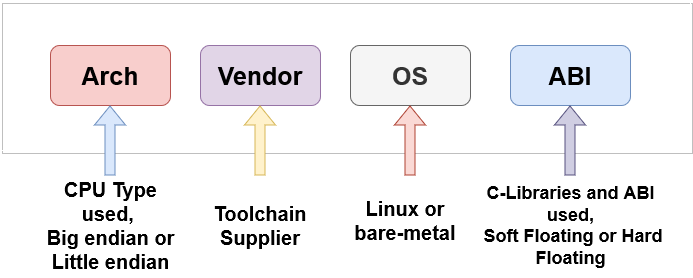 Arch
Vendor
OS
ABI
CPU Type
used,
Big endian or
Little endian
Toolchain
Supplier
Linux or
bare-metal
C-Libraries and ABI
used,
Soft Floating or Hard
Floating